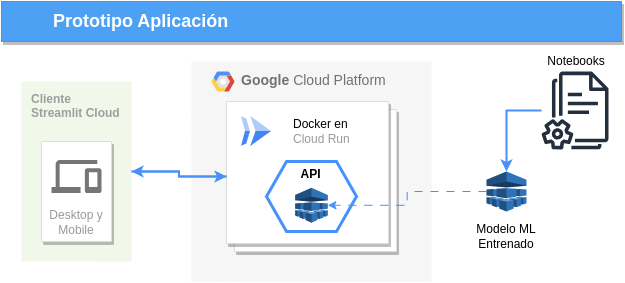 Prototipo Aplicación
Notebooks
Google Cloud Platform
Cliente
Streamlit Cloud
Docker en
Cloud Run
API
Desktop y
Mobile
Modelo ML
Entrenado